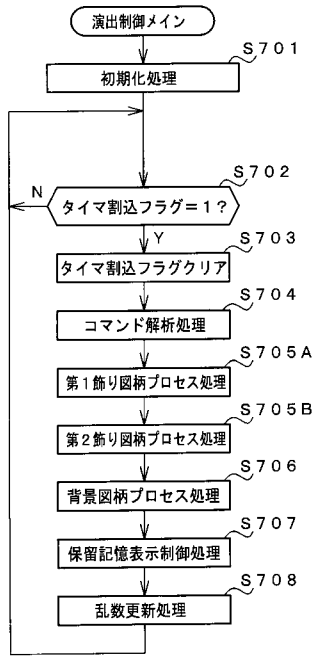 演出制御メイン
S701
初期化処理
S702
N
タイマ割込フラグ=1?
Y
S703
タイマ割込フラグクリア
S704
コマンド解析処理
S705A
第1飾り図柄プロセス処理
S705B
第2飾り図柄プロセス処理
S706
背景図柄プロセス処理
S707
保留記憶表示制御処理
S708
乱数更新処理